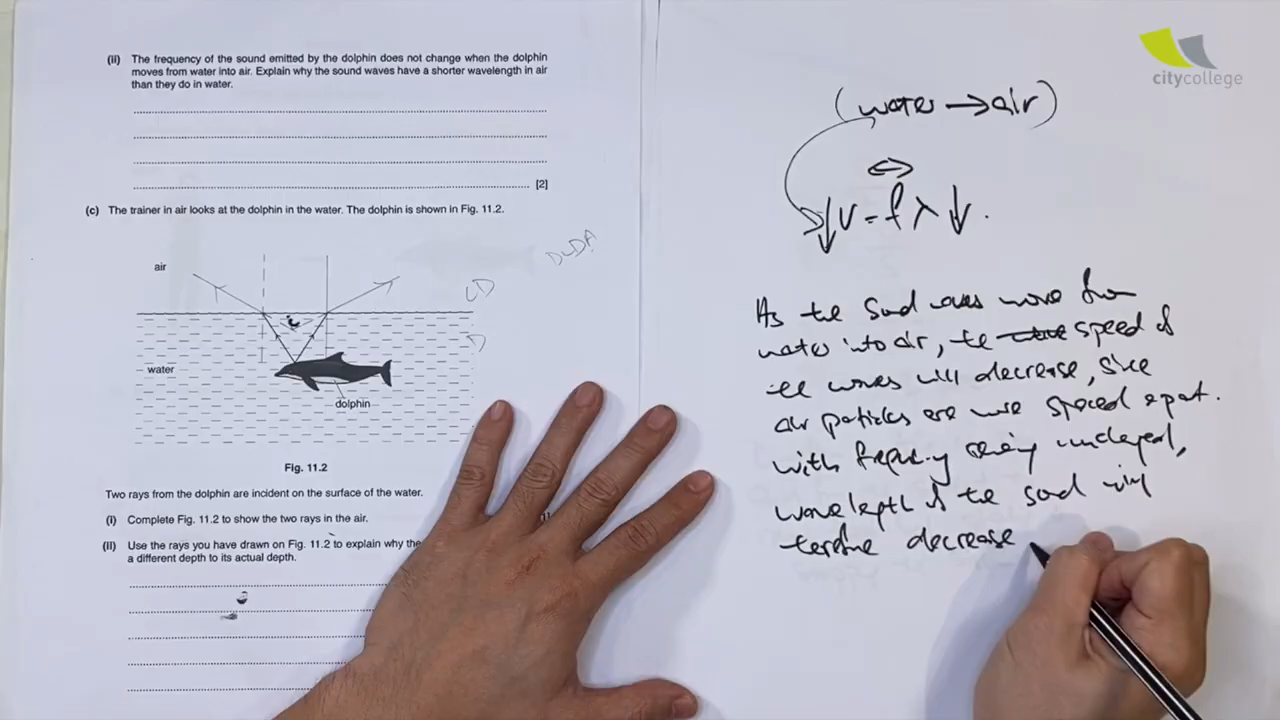 (ii) The frequency of the sound emitted by the dolphin does not change when the dolphin
moves from water into air. Explain why the sound waves have a shorter wavelength in air
than they do in water.
[2]
(c) The trainer in air looks at the dolphin in the water. The dolphin is shown in Fig. 11.2.
air
water
dolphin
Fig. 11.2
Two rays from the dolphin are incident on the surface of the water.
(i) Complete Fig. 11.2 to show the two rays in the air.
(ii) Use the rays you have drawn on Fig. 11.2 to explain why the
a different depth to its actual depth.
citycollege
(water → air)
↓v = fλ↓.
As the sound waves move from
water into air, the speed of
the waves will decrease, since
air particles are more spaced apart.
with frequency being unchanged,
wavelength of the sound will
therefore decrease